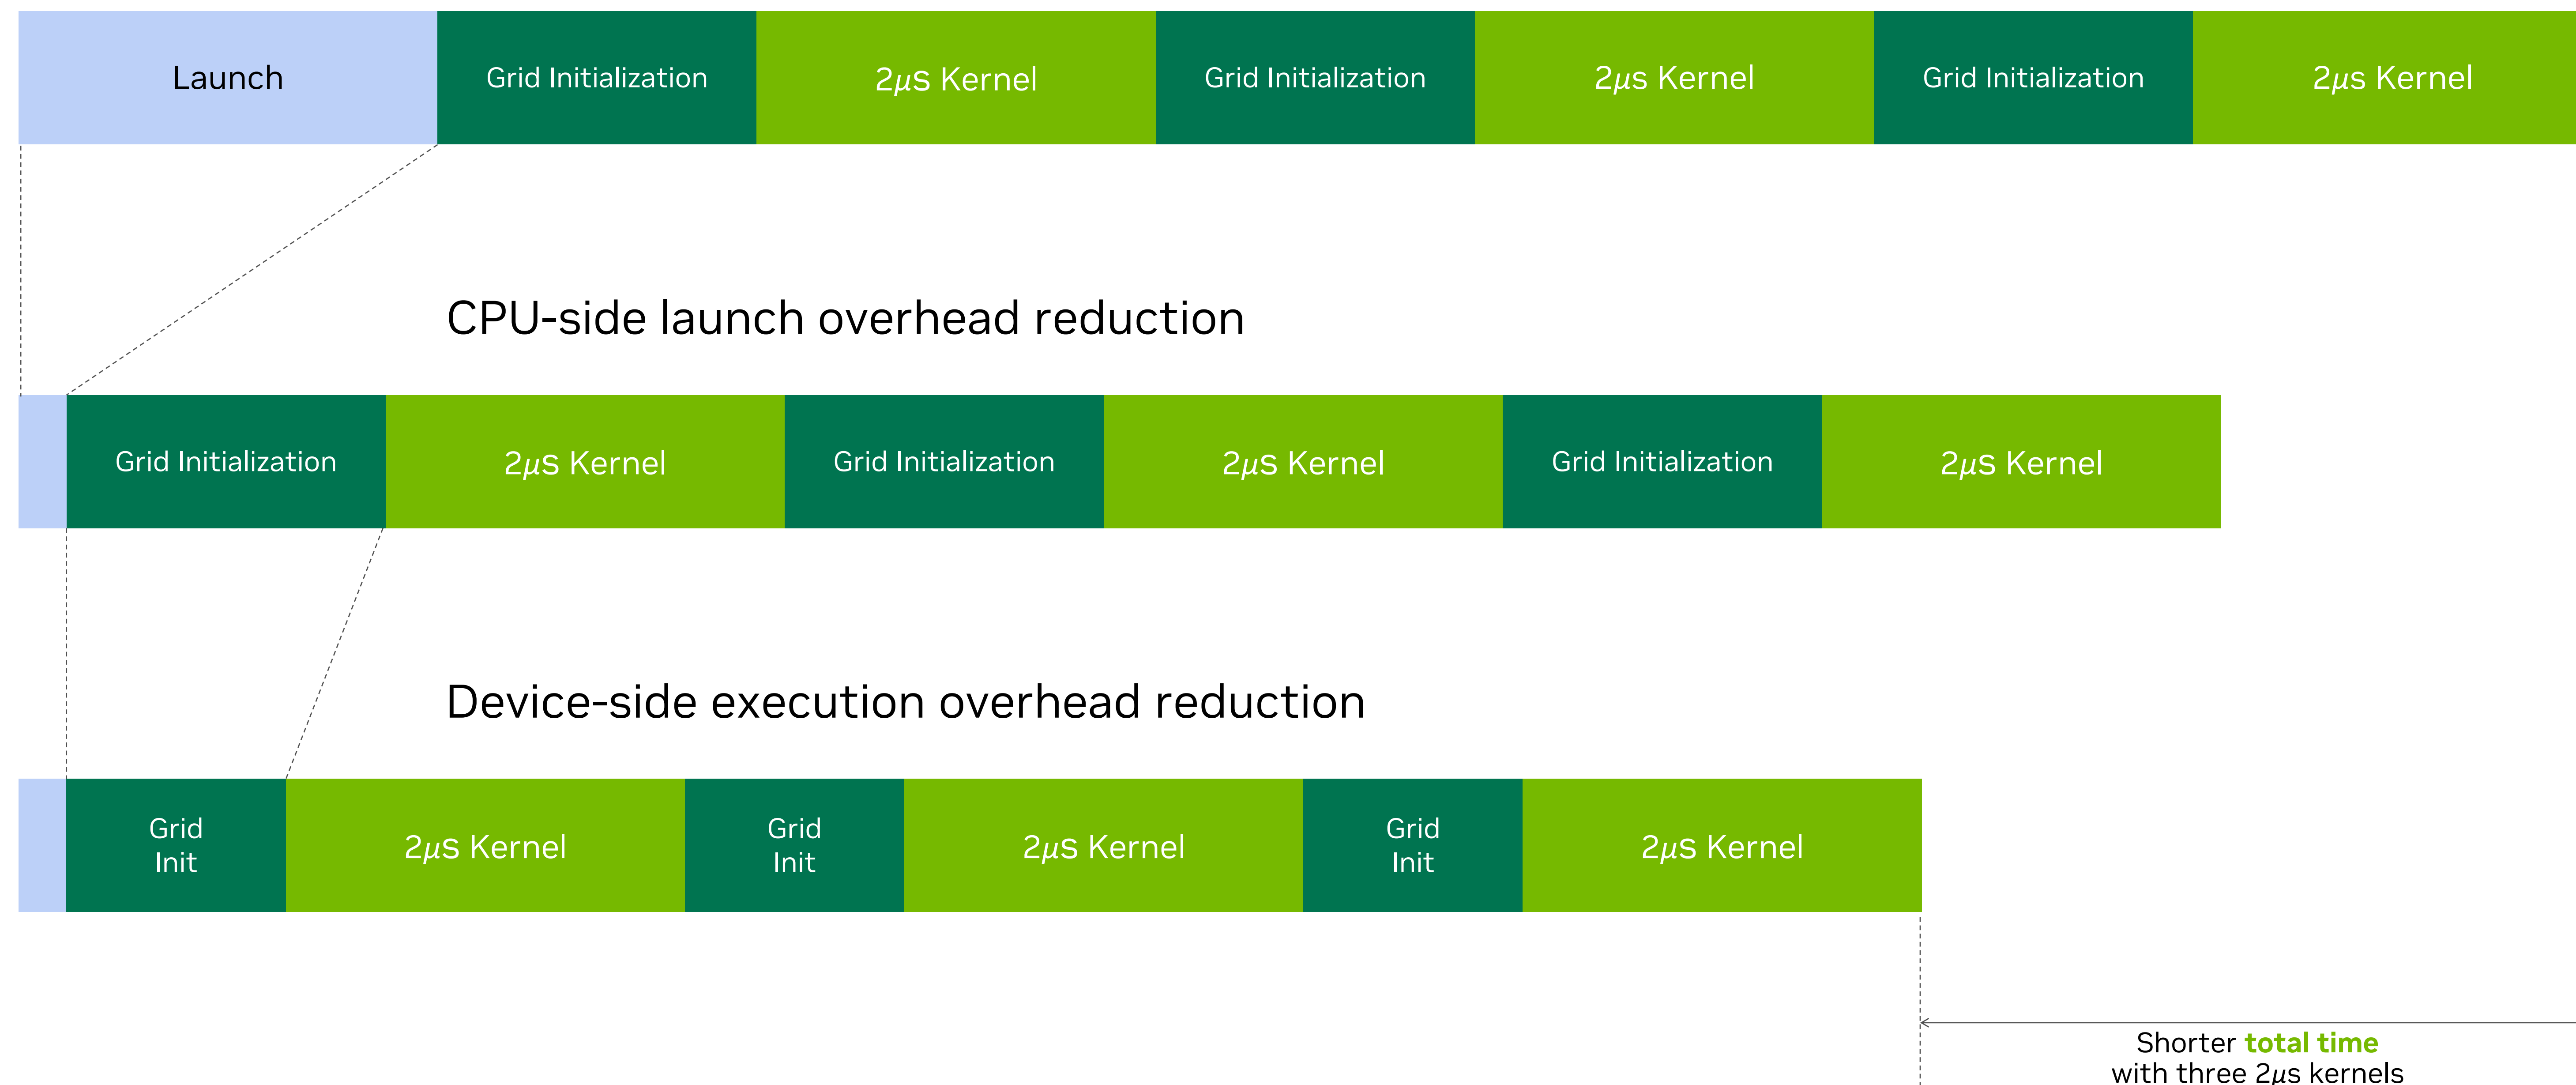 Launch
Grid Initialization
2μs Kernel
Grid Initialization
2μs Kernel
Grid Initialization
2μs Kernel
CPU-side launch overhead reduction
Grid Initialization
2μs Kernel
Grid Initialization
2μs Kernel
Grid Initialization
2μs Kernel
Device-side execution overhead reduction
Grid
Init
2μs Kernel
Grid
Init
2μs Kernel
Grid
Init
2μs Kernel
Shorter total time
with three 2μs kernels